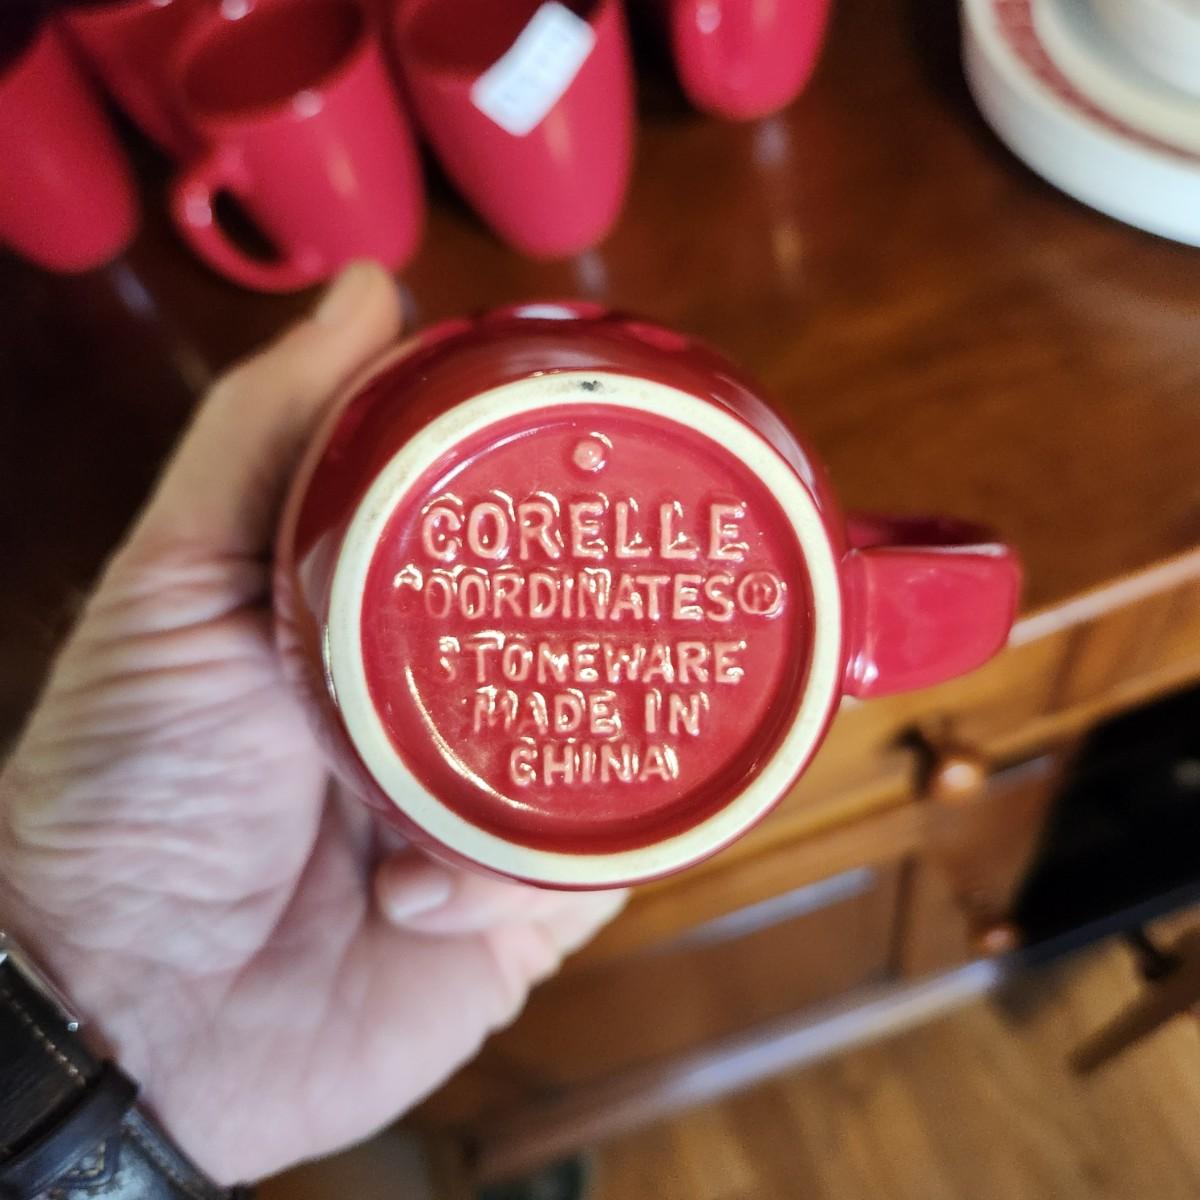 CORELLE
COORDINATES®
STONEWARE
MADE IN
CHINA